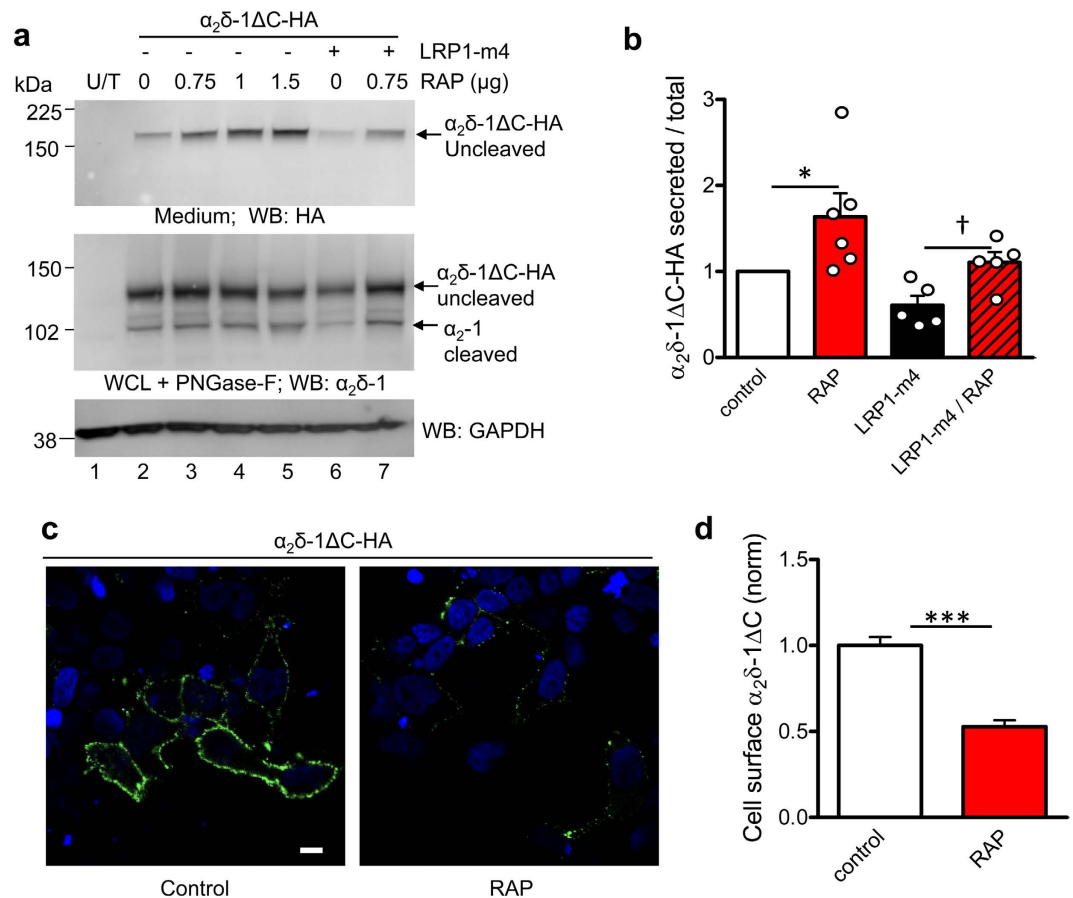 a
α₂δ-1ΔC-HA
- - - - + + LRP1-m4
kDa U/T 0 0.75 1 1.5 0 0.75 RAP (µg)
225
150
α₂δ-1ΔC-HA
Uncleaved
Medium; WB: HA
150
102
α₂δ-1ΔC-HA
uncleaved
α₂-1
cleaved
WCL + PNGase-F; WB: α₂δ-1
38
WB: GAPDH
1 2 3 4 5 6 7
b
α₂δ-1ΔC-HA secreted / total
3
2
1
0
*
†
control
RAP
LRP1-m4
LRP1-m4 / RAP
c
α₂δ-1ΔC-HA
Control
RAP
d
Cell surface α₂δ-1ΔC (norm)
1.5
1.0
0.5
0.0
***
control
RAP